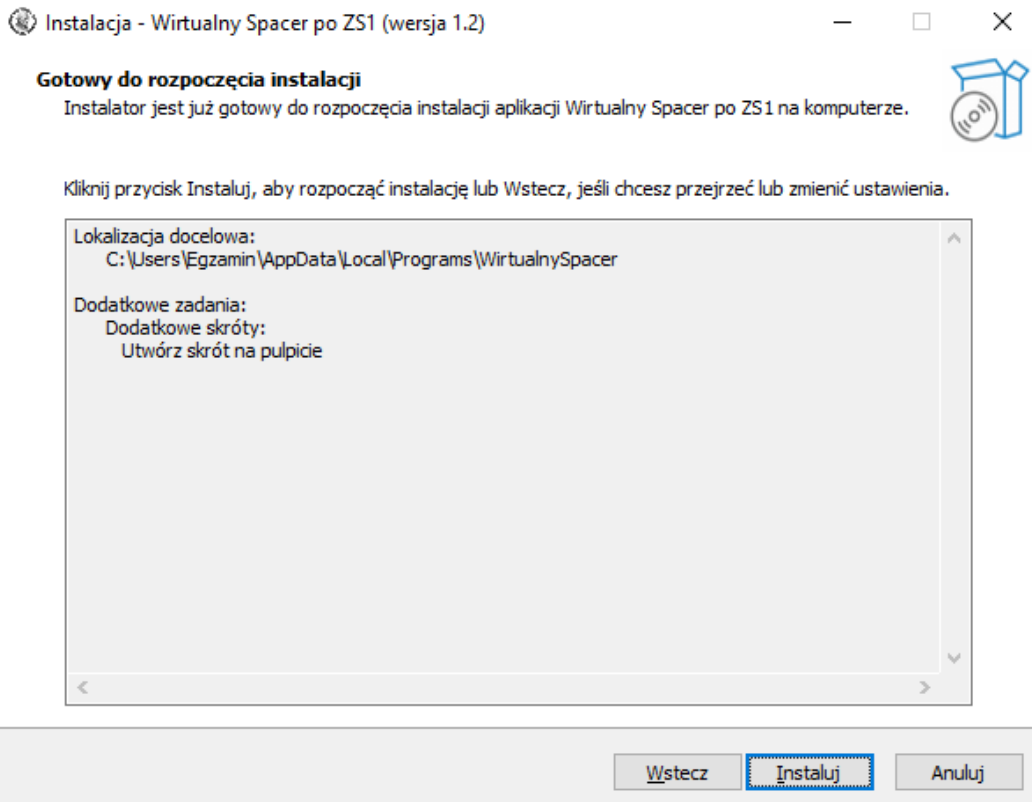 Instalacja - Wirtualny Spacer po ZS1 (wersja 1.2)
Gotowy do rozpoczęcia instalacji
Instalator jest już gotowy do rozpoczęcia instalacji aplikacji Wirtualny Spacer po ZS1 na komputerze.
Kliknij przycisk Instaluj, aby rozpocząć instalację lub Wstecz, jeśli chcesz przejrzeć lub zmienić ustawienia.
Lokalizacja docelowa:
C:\Users\Egzamin\AppData\Local\Programs\WirtualnySpacer
Dodatkowe zadania:
Dodatkowe skróty:
Utwórz skrót na pulpicie
Wstecz Instaluj Anuluj